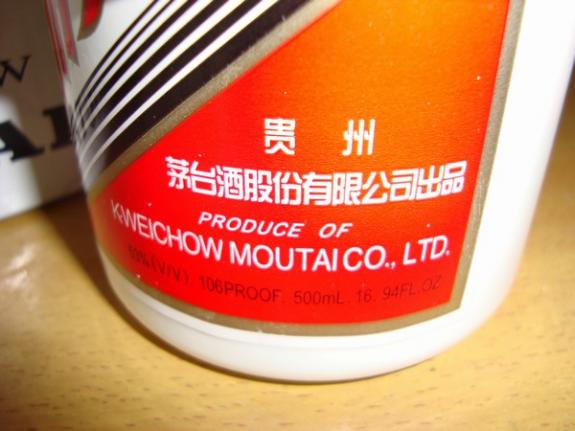 贵 州
茅台酒股份有限公司出品
PRODUCE OF
KWEICHOW MOUTAI CO., LTD.
53% (V/V). 106PROOF. 500mL. 16. 94FL.OZ